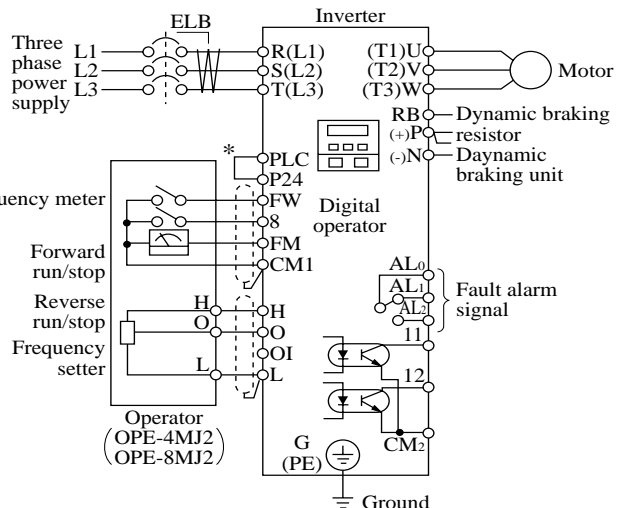 ELB
Inverter
Three
phase
power
supply
L1
L2
L3
R(L1)
S(L2)
T(L3)
(T1)U
(T2)V
(T3)W
Motor
RB
(+)P
(-)N
Dynamic braking
resistor
Daynamic
braking unit
*
PLC
P24
FW
8
FM
CM1
Digital
operator
uency meter
Forward
run/stop
Reverse
run/stop
Frequency
setter
H
O
L
H
O
OI
L
AL0
AL1
AL2
Fault alarm
signal
11
12
CM2
Operator
(OPE-4MJ2
OPE-8MJ2)
G
(PE)
Ground